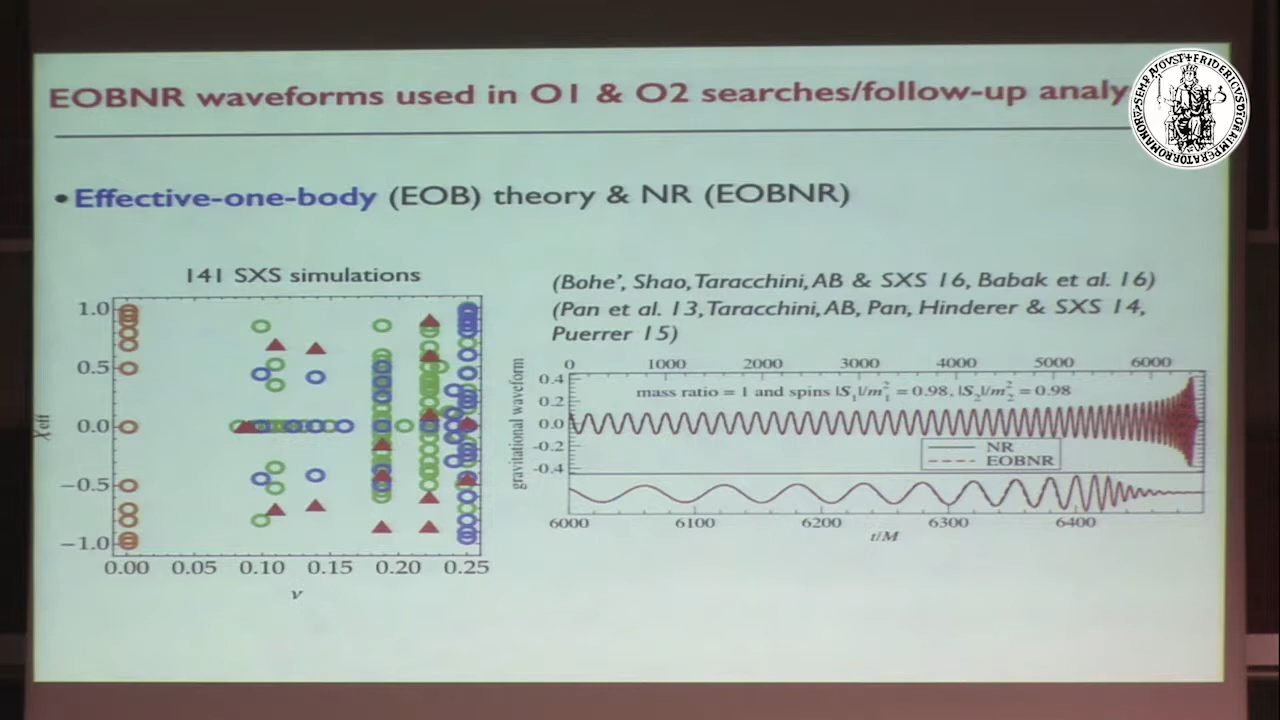 EOBNR waveforms used in O1 & O2 searches/follow-up analy
• Effective-one-body (EOB) theory & NR (EOBNR)
141 SXS simulations
1.0
0.5
0.0
−0.5
−1.0
χeff
0.00 0.05 0.10 0.15 0.20 0.25
ν
(Bohe', Shao, Taracchini, AB & SXS 16, Babak et al. 16)
(Pan et al. 13, Taracchini, AB, Pan, Hinderer & SXS 14,
Puerrer 15)
0 1000 2000 3000 4000 5000 6000
gravitational waveform
0.4
0.2
0.0
-0.2
-0.4
mass ratio = 1 and spins |S₁|/m₁² = 0.98, |S₂|/m₂² = 0.98
NR
EOBNR
6000 6100 6200 6300 6400
t/M